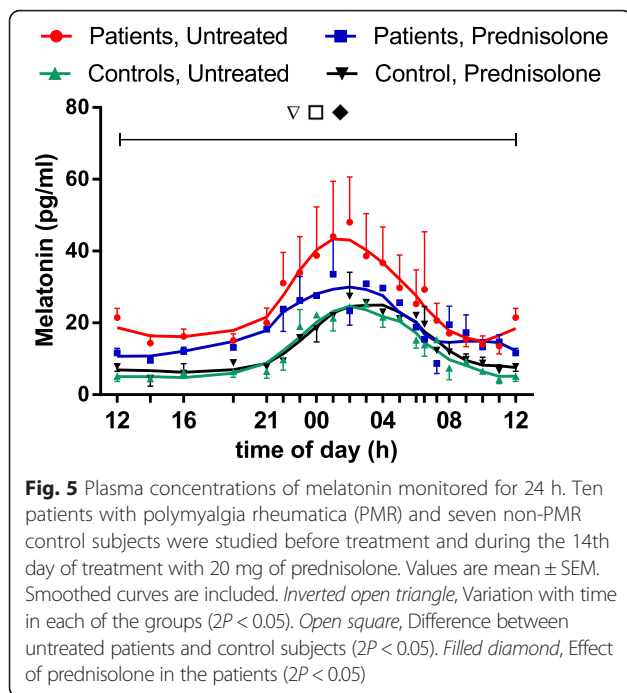 Patients, Untreated Patients, Prednisolone
Controls, Untreated Control, Prednisolone
80
60
40
20
0
Melatonin (pg/ml)
12 16 21 00 04 08 12
time of day (h)
Fig. 5 Plasma concentrations of melatonin monitored for 24 h. Ten
patients with polymyalgia rheumatica (PMR) and seven non-PMR
control subjects were studied before treatment and during the 14th
day of treatment with 20 mg of prednisolone. Values are mean ± SEM.
Smoothed curves are included. Inverted open triangle, Variation with time
in each of the groups (2P < 0.05). Open square, Difference between
untreated patients and control subjects (2P < 0.05). Filled diamond, Effect
of prednisolone in the patients (2P < 0.05)